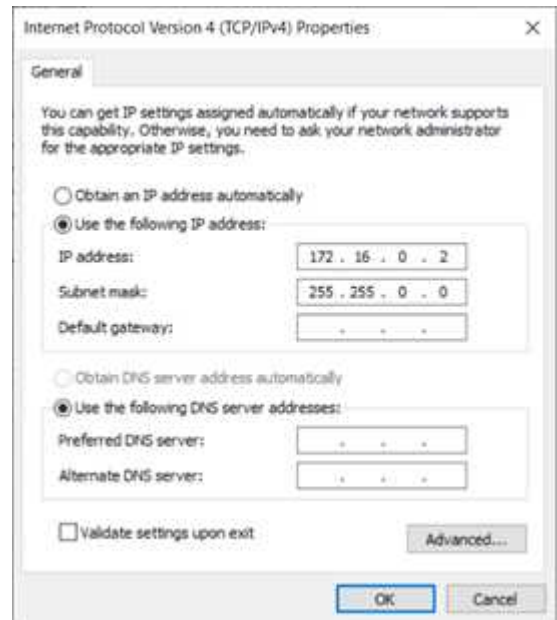 Internet Protocol Version 4 (TCP/IPv4) Properties
General
You can get IP settings assigned automatically if your network supports
this capability. Otherwise, you need to ask your network administrator
for the appropriate IP settings.
Obtain an IP address automatically
Use the following IP address:
IP address: 172 . 16 . 0 . 2
Subnet mask: 255 . 255 . 0 . 0
Default gateway: . . .
Obtain DNS server address automatically
Use the following DNS server addresses:
Preferred DNS server: . . .
Alternate DNS server: . . .
Validate settings upon exit
Advanced...
OK Cancel